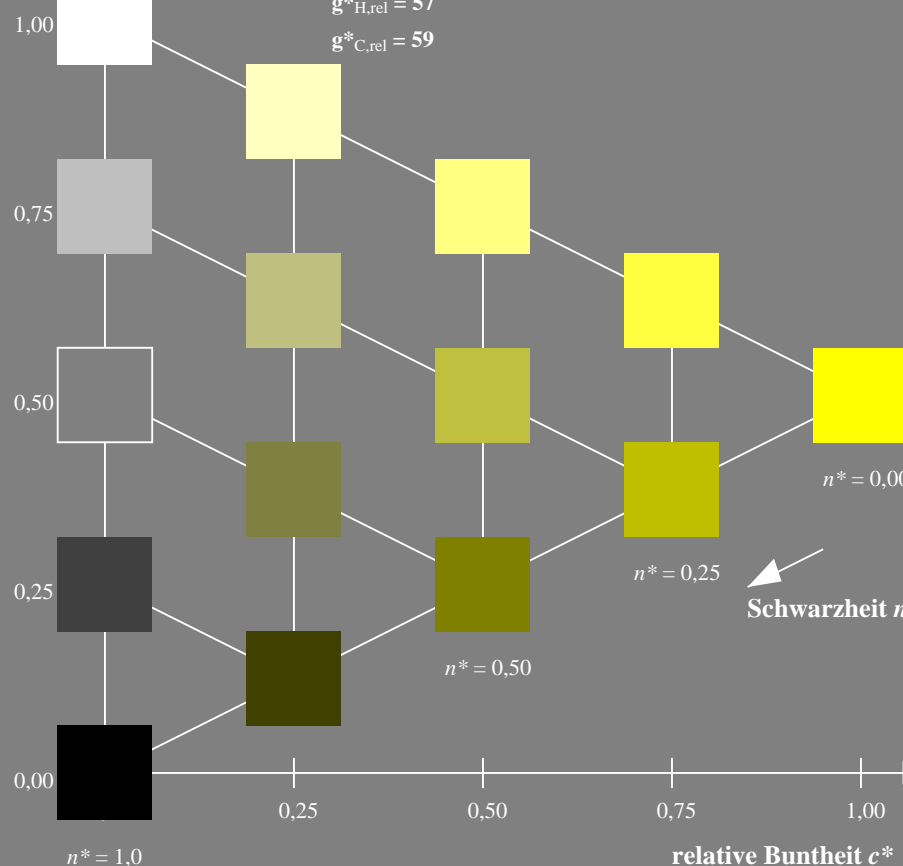 g*H,rel = 57
1,00
g*C,rel = 59
0,75
0,50
n* = 0,00
n* = 0,25
0,25
Schwarzheit n
n* = 0,50
0,00
0,25
0,50
0,75
1,00
n* = 1,0
relative Buntheit c*